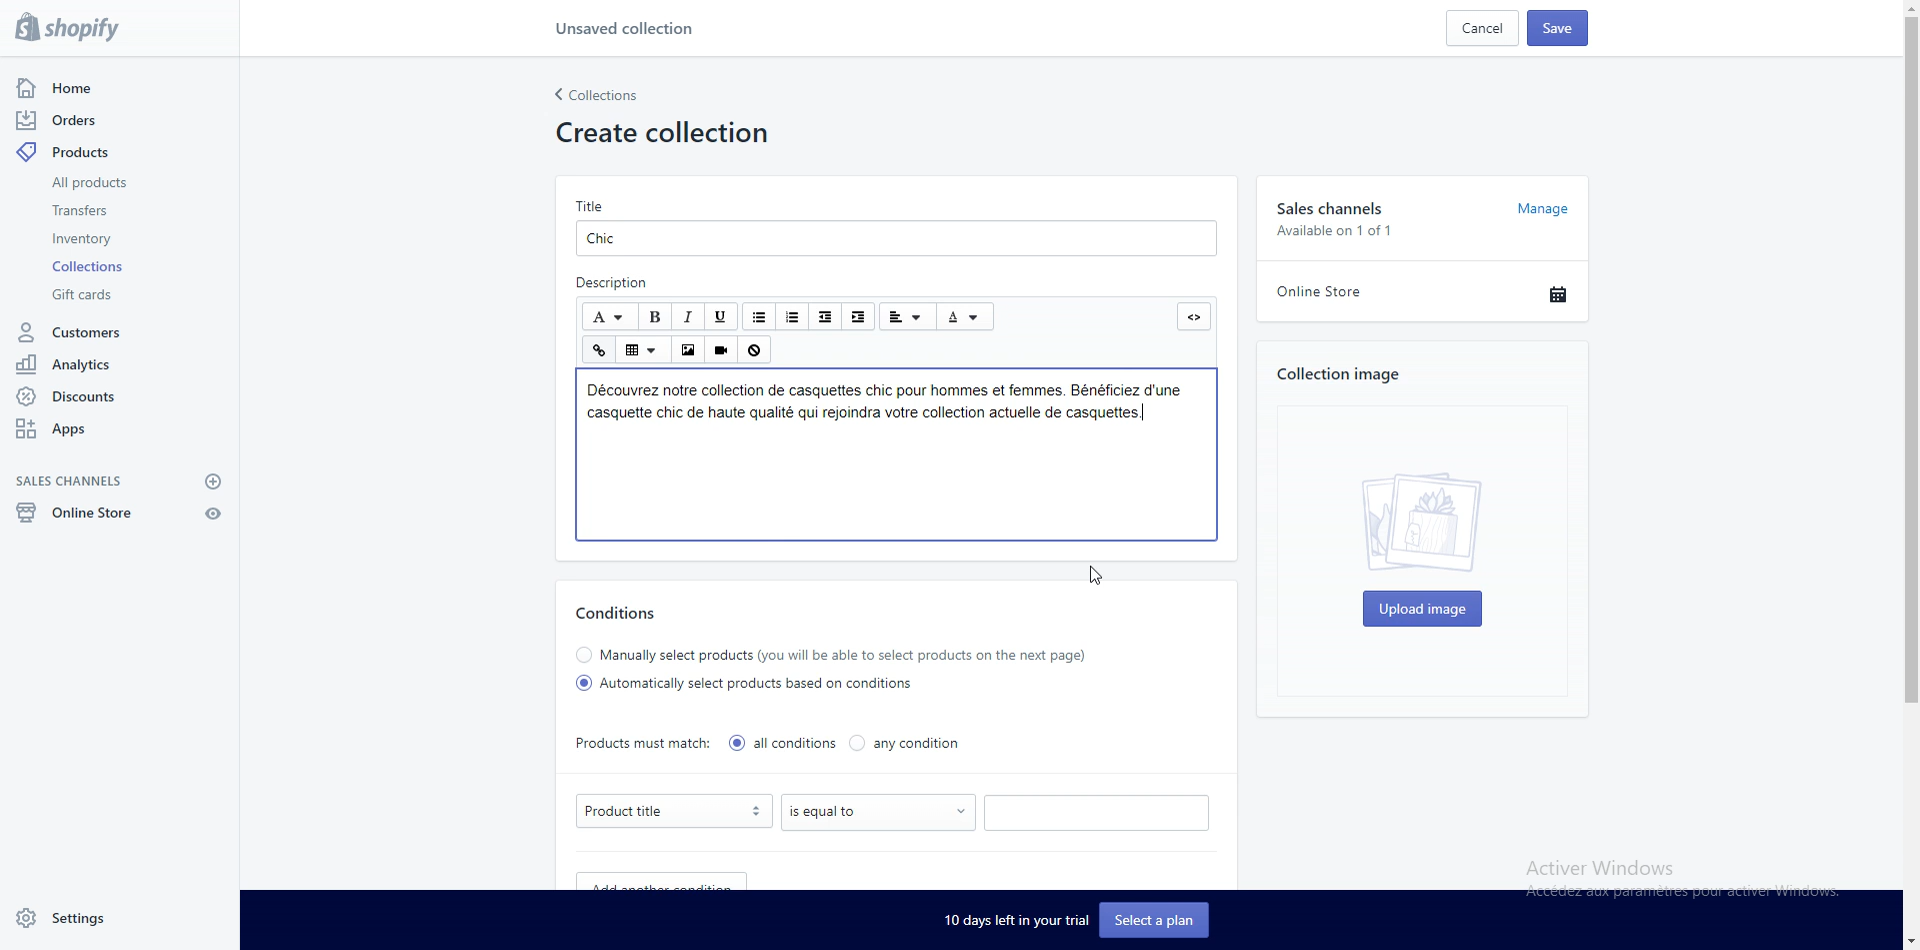 shopify
Unsaved collection
Cancel
Save
Home
Orders
Products
All products
Transfers
Inventory
Collections
Gift cards
Customers
Analytics
Discounts
Apps
SALES CHANNELS
Online Store
Settings
Collections
Create collection
Title
Chic
Description
A
B
I
U
A
<>
Découvrez notre collection de casquettes chic pour hommes et femmes. Bénéficiez d'une
casquette chic de haute qualité qui rejoindra votre collection actuelle de casquettes.
Conditions
Manually select products (you will be able to select products on the next page)
Automatically select products based on conditions
Products must match: all conditions any condition
Product title
is equal to
Add another condition
Sales channels
Manage
Available on 1 of 1
Online Store
Collection image
Upload image
Activer Windows
Accédez aux paramètres pour activer Windows.
10 days left in your trial
Select a plan